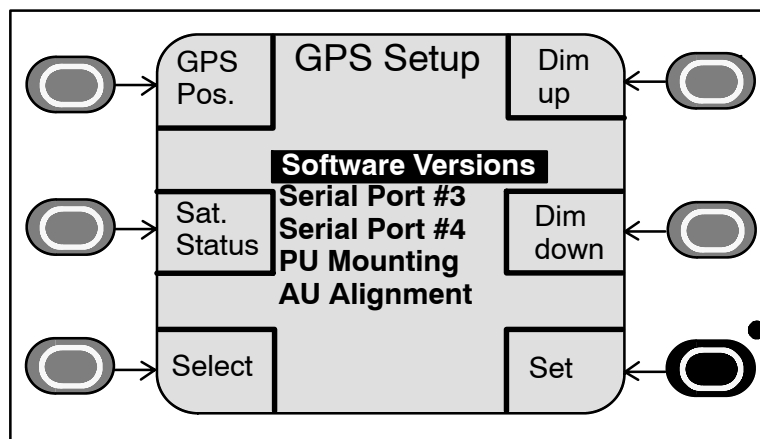 GPS Setup
GPS
Pos.
Dim
up
Software Versions
Serial Port #3
Sat.
Status
Serial Port #4
Dim
down
PU Mounting
AU Alignment
Select
Set